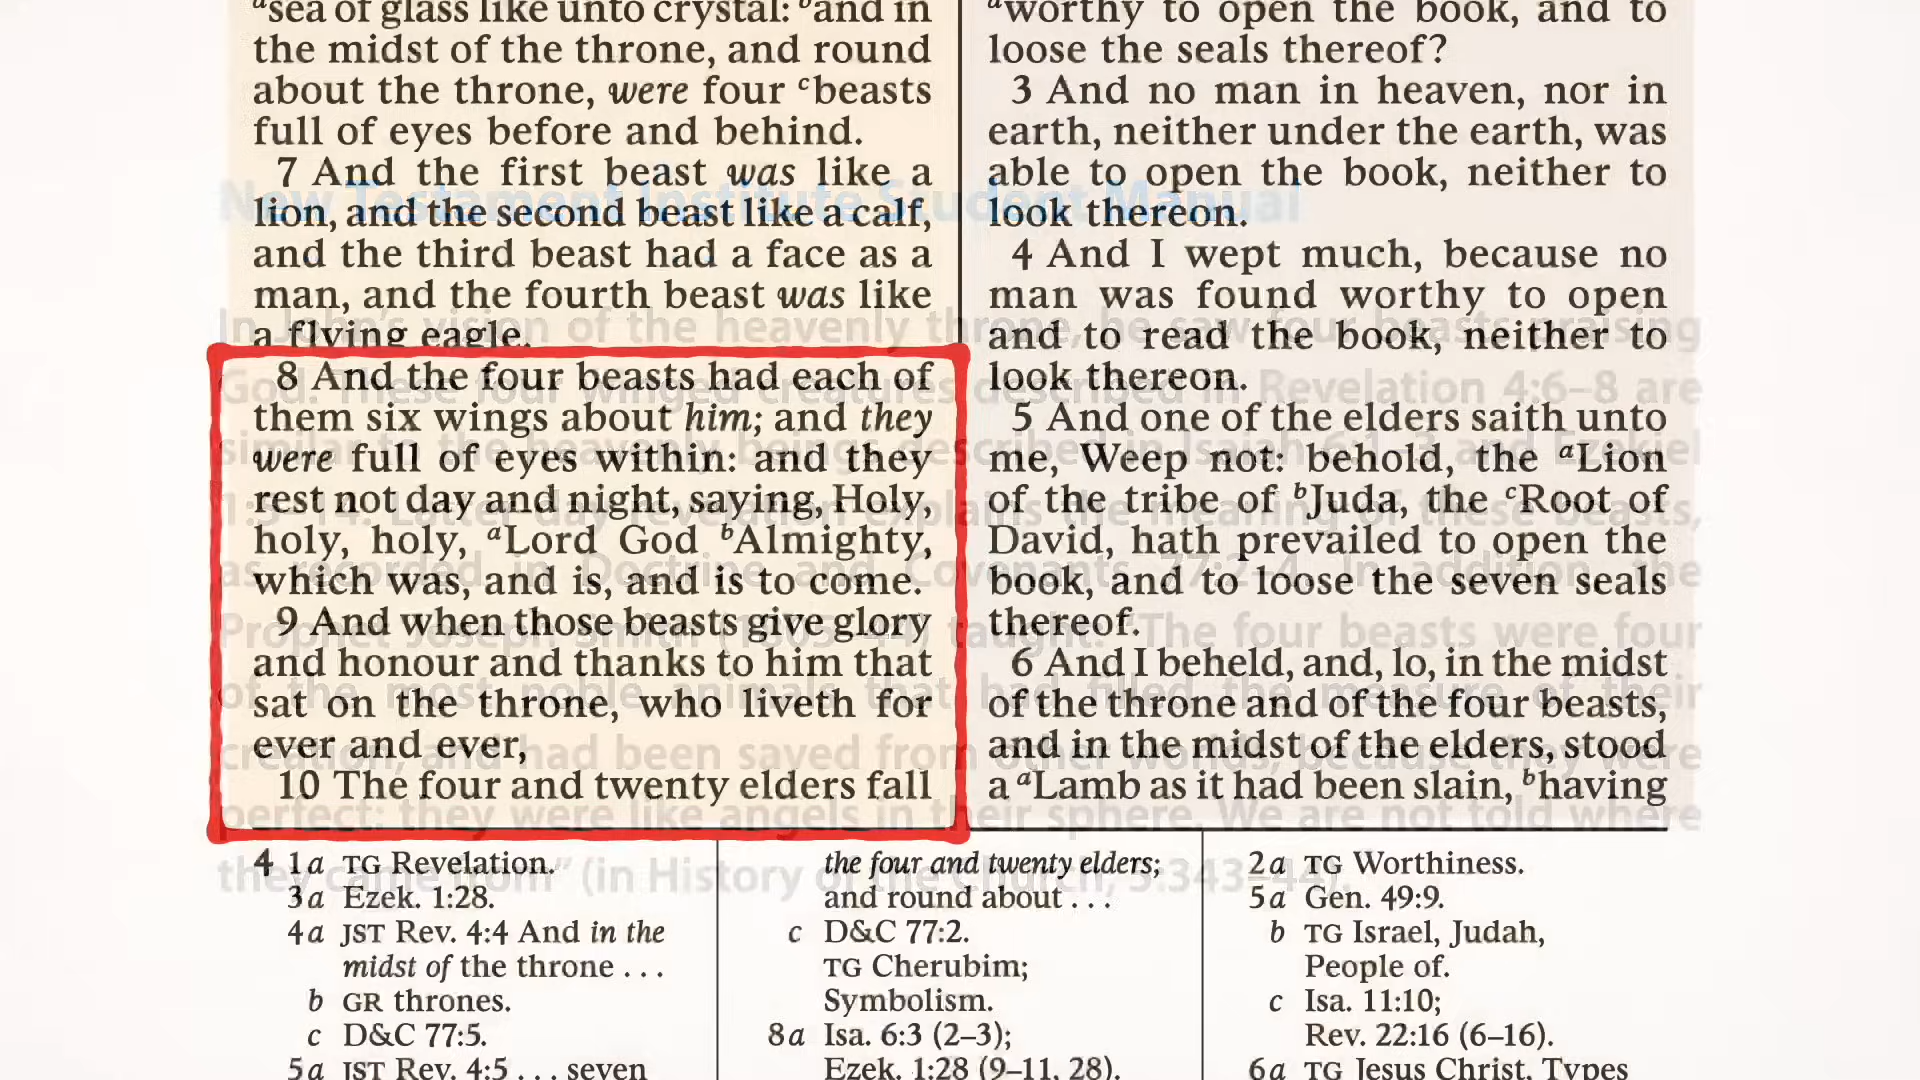 ᵃsea of glass like unto crystal: ᵇand in
the midst of the throne, and round
about the throne, were four ᶜbeasts
full of eyes before and behind.
7 And the first beast was like a
lion, and the second beast like a calf,
and the third beast had a face as a
man, and the fourth beast was like
a flying eagle.
8 And the four beasts had each of
them six wings about him; and they
were full of eyes within: and they
rest not day and night, saying, Holy,
holy, holy, ᵃLord God ᵇAlmighty,
which was, and is, and is to come.
9 And when those beasts give glory
and honour and thanks to him that
sat on the throne, who liveth for
ever and ever,
10 The four and twenty elders fall
ᵃworthy to open the book, and to
loose the seals thereof?
3 And no man in heaven, nor in
earth, neither under the earth, was
able to open the book, neither to
look thereon.
4 And I wept much, because no
man was found worthy to open
and to read the book, neither to
look thereon.
5 And one of the elders saith unto
me, Weep not: behold, the ᵃLion
of the tribe of ᵇJuda, the ᶜRoot of
David, hath prevailed to open the
book, and to loose the seven seals
thereof.
6 And I beheld, and, lo, in the midst
of the throne and of the four beasts,
and in the midst of the elders, stood
a ᵃLamb as it had been slain, ᵇhaving
4 1a TG Revelation.
3a Ezek. 1:28.
4a JST Rev. 4:4 And in the
midst of the throne . . .
b GR thrones.
c D&C 77:5.
5a JST Rev. 4:5 . . . seven
the four and twenty elders;
and round about . . .
c D&C 77:2.
TG Cherubim;
Symbolism.
8a Isa. 6:3 (2–3);
Ezek. 1:28 (9–11, 28).
2a TG Worthiness.
5a Gen. 49:9.
b TG Israel, Judah,
People of.
c Isa. 11:10;
Rev. 22:16 (6–16).
6a TG Jesus Christ, Types
New Testament Institute Student Manual
In John's vision of the heavenly throne, he saw four beasts praising
God. These four winged creatures described in Revelation 4:6–8 are
similar to the heavenly beings described in Isaiah 6:1–3 and Ezekiel
1:5–14. Latter-day revelation explains the meaning of these beasts,
as recorded in Doctrine and Covenants 77:2–4. In addition, the
Prophet Joseph Smith (1805–44) taught: "The four beasts were four
of the most noble animals that had filled the measure of their
creation, and had been saved from other worlds, because they were
perfect: they were like angels in their sphere. We are not told where
they came from" (in History of the Church, 5:343–44).